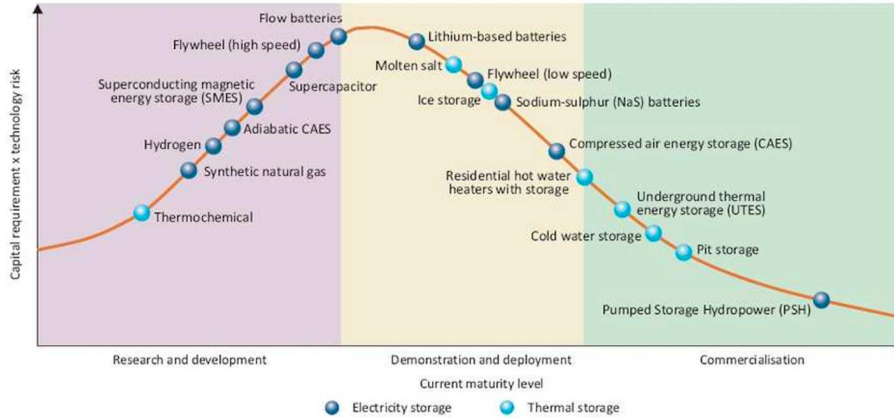 Capital requirement x technology risk
Flow batteries
Flywheel (high speed)
Supercapacitor
Superconducting magnetic
energy storage (SMES)
Adiabatic CAES
Hydrogen
Synthetic natural gas
Thermochemical
Lithium-based batteries
Molten salt
Flywheel (low speed)
Ice storage
Sodium-sulphur (NaS) batteries
Compressed air energy storage (CAES)
Residential hot water
heaters with storage
Underground thermal
energy storage (UTES)
Cold water storage
Pit storage
Pumped Storage Hydropower (PSH)
Research and development
Demonstration and deployment
Commercialisation
Current maturity level
Electricity storage
Thermal storage